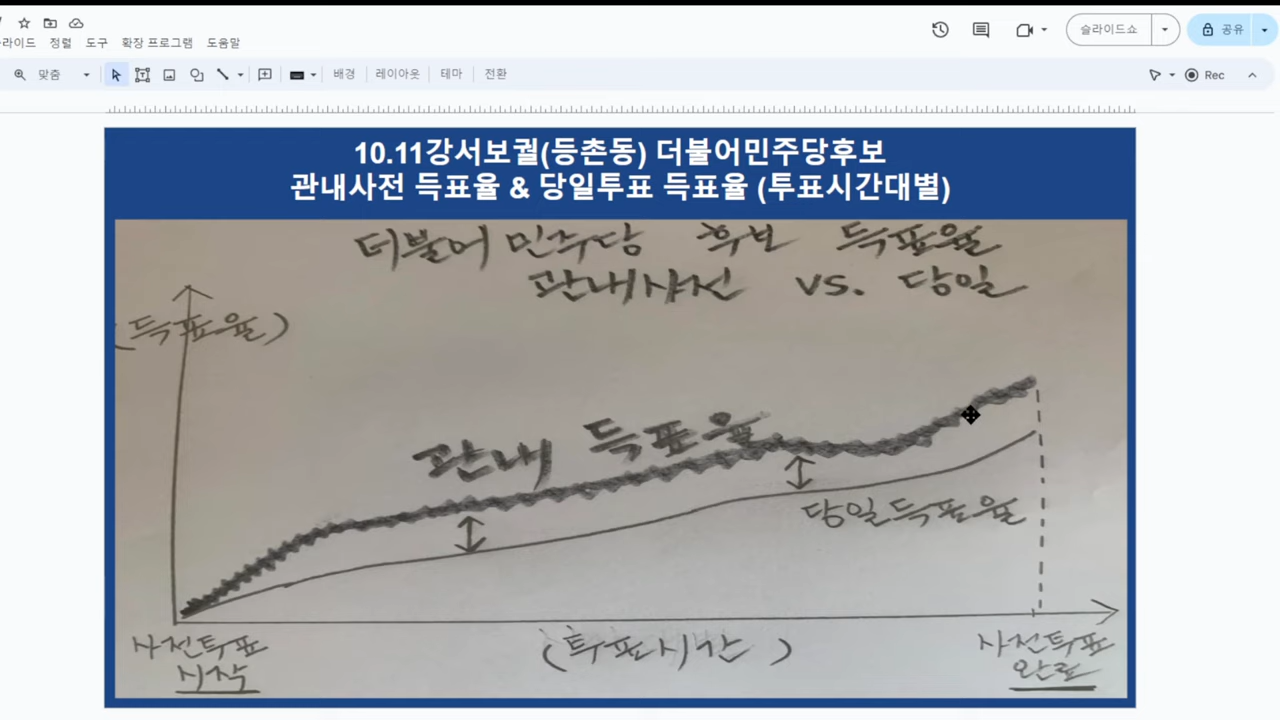 정렬 도구 확장 프로그램 도움말
슬라이드쇼
공유
맞춤
배경 레이아웃 테마 전환
Rec
10.11강서보궐(등촌동) 더불어민주당후보
관내사전 득표율 & 당일투표 득표율 (투표시간대별)
더불어 민주당 후보 득표율
관내사전 vs. 당일
(득표율)
관내 득표율
당일득표율
사전투표
시작
(투표시간)
사전투표
완료